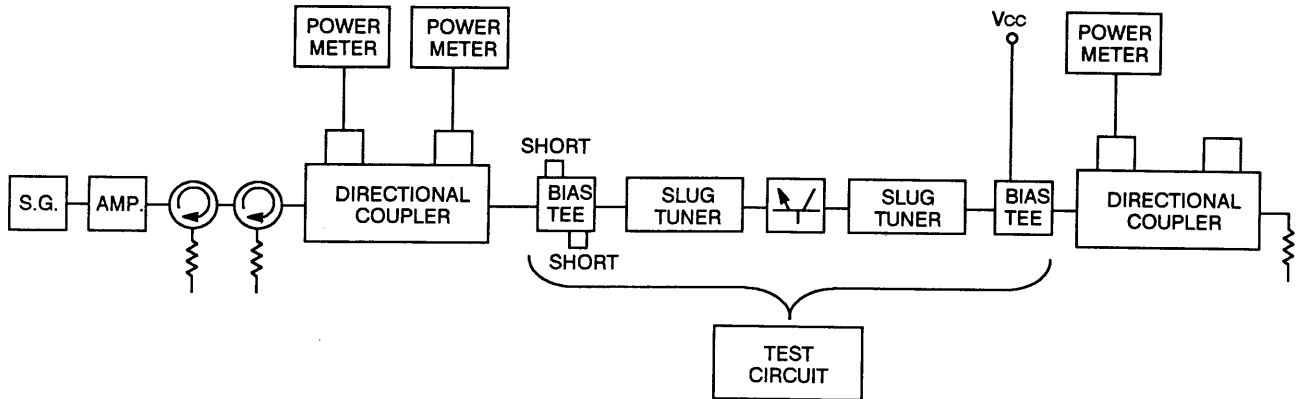 POWER
METER
POWER
METER
Vcc
POWER
METER
SHORT
S.G.
AMP.
DIRECTIONAL
COUPLER
BIAS
TEE
SLUG
TUNER
SLUG
TUNER
BIAS
TEE
DIRECTIONAL
COUPLER
SHORT
TEST
CIRCUIT